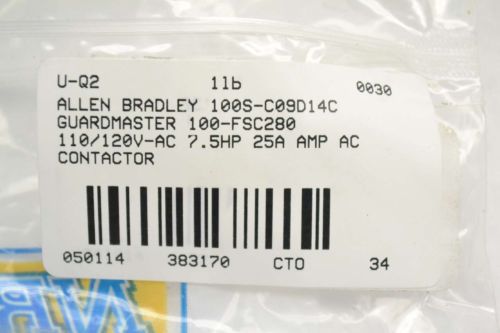 U-Q2 1lb 0030
ALLEN BRADLEY 100S-C09D14C
GUARDMASTER 100-FSC280
110/120V-AC 7.5HP 25A AMP AC
CONTACTOR
050114 383170 CTO 34